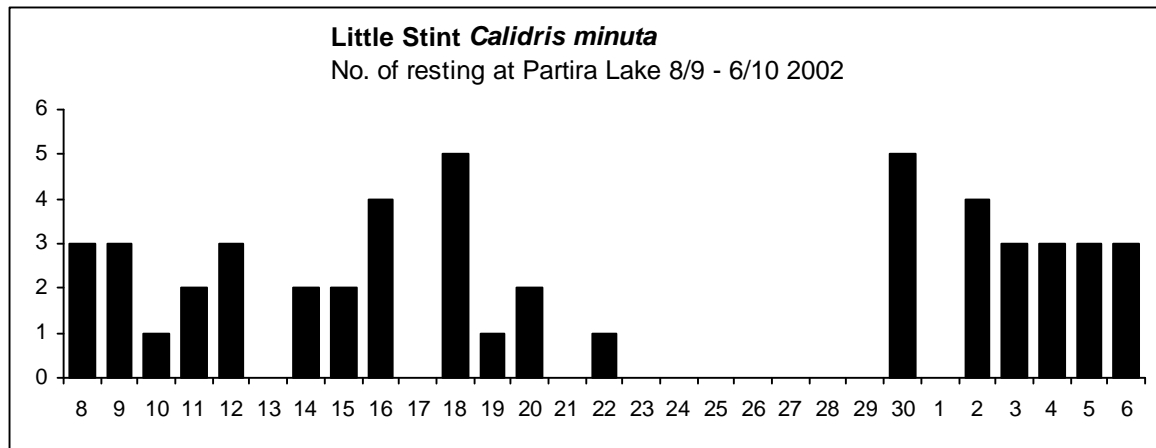 Little Stint Calidris minuta
No. of resting at Partira Lake 8/9 - 6/10 2002
6
5
4
3
2
1
0
8 9 10 11 12 13 14 15 16 17 18 19 20 21 22 23 24 25 26 27 28 29 30 1 2 3 4 5 6